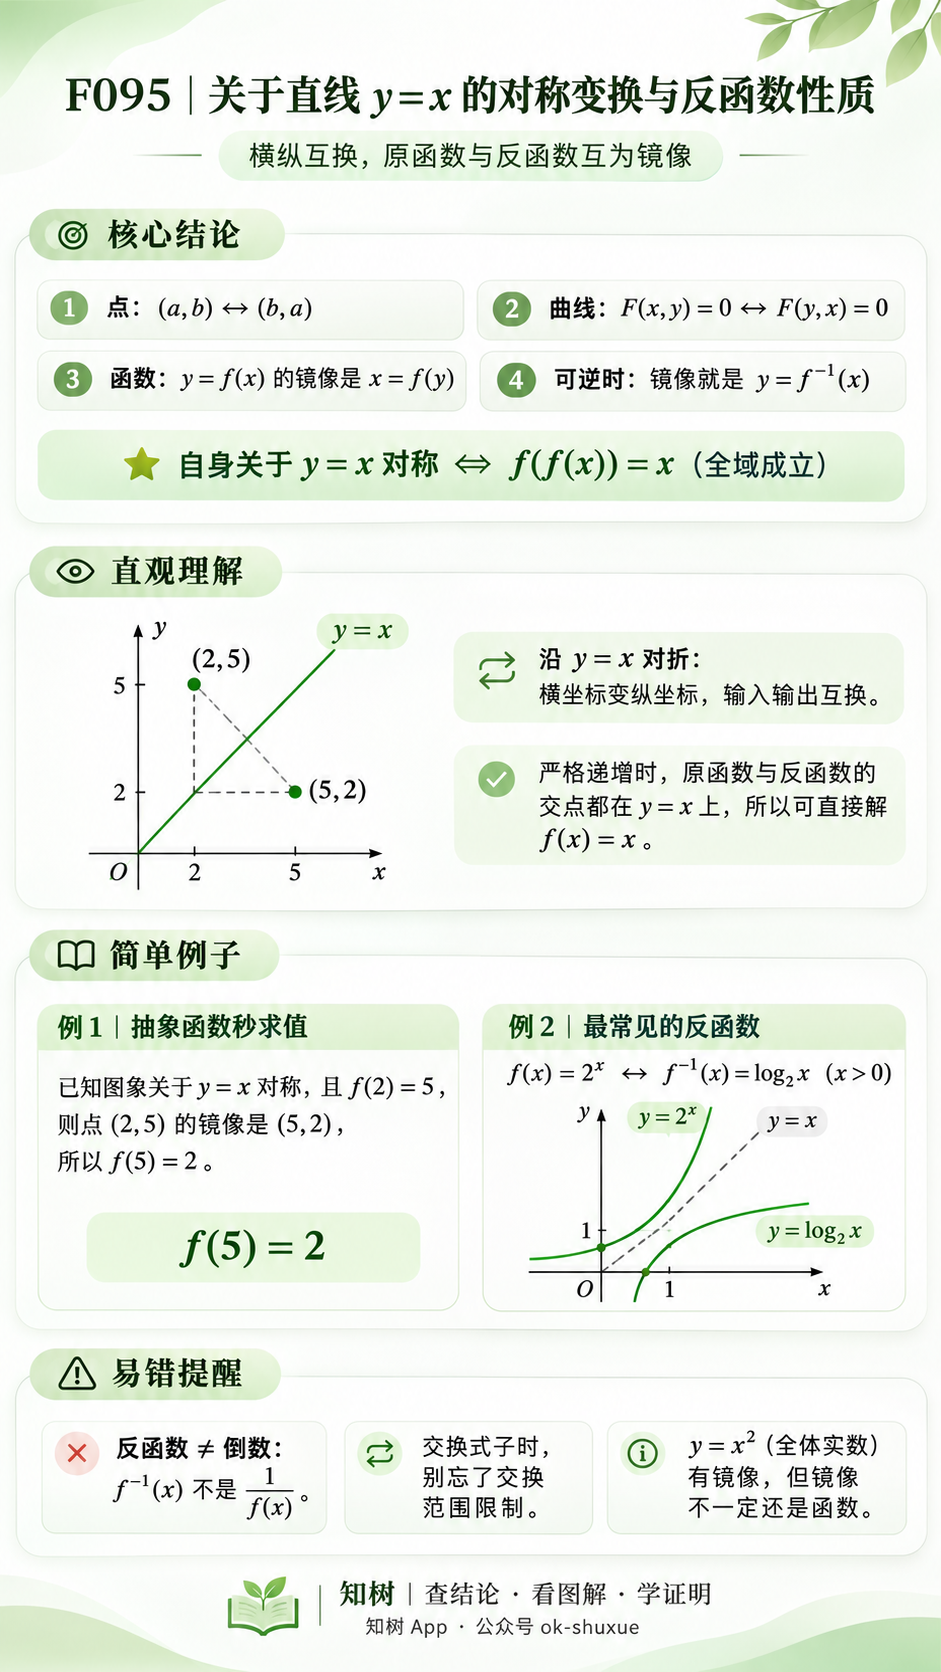 F095｜关于直线 y=x 的对称变换与反函数性质
横纵互换，原函数与反函数互为镜像
核心结论
1 点：(a,b)↔(b,a)
2 曲线：F(x,y)=0↔F(y,x)=0
3 函数：y=f(x) 的镜像是 x=f(y)
4 可逆时：镜像就是 y=f⁻¹(x)
自身关于 y=x 对称 ⇔ f(f(x))=x（全域成立）
直观理解
y
y=x
(2,5)
5
2
(5,2)
O
2
5
x
沿 y=x 对折：
横坐标变纵坐标，输入输出互换。
严格递增时，原函数与反函数的
交点都在 y=x 上，所以可直接解
f(x)=x。
简单例子
例 1｜抽象函数秒求值
已知图象关于 y=x 对称，且 f(2)=5，
则点 (2,5) 的镜像是 (5,2)，
所以 f(5)=2。
f(5)=2
例 2｜最常见的反函数
f(x)=2ˣ ↔ f⁻¹(x)=log₂x (x>0)
y
y=2ˣ
y=x
1
y=log₂x
O
1
x
易错提醒
反函数 ≠ 倒数：
f⁻¹(x) 不是 1/f(x)。
交换式子时，
别忘了交换
范围限制。
y=x²（全体实数）
有镜像，但镜像
不一定还是函数。
知树｜查结论 · 看图解 · 学证明
知树 App · 公众号 ok-shuxue